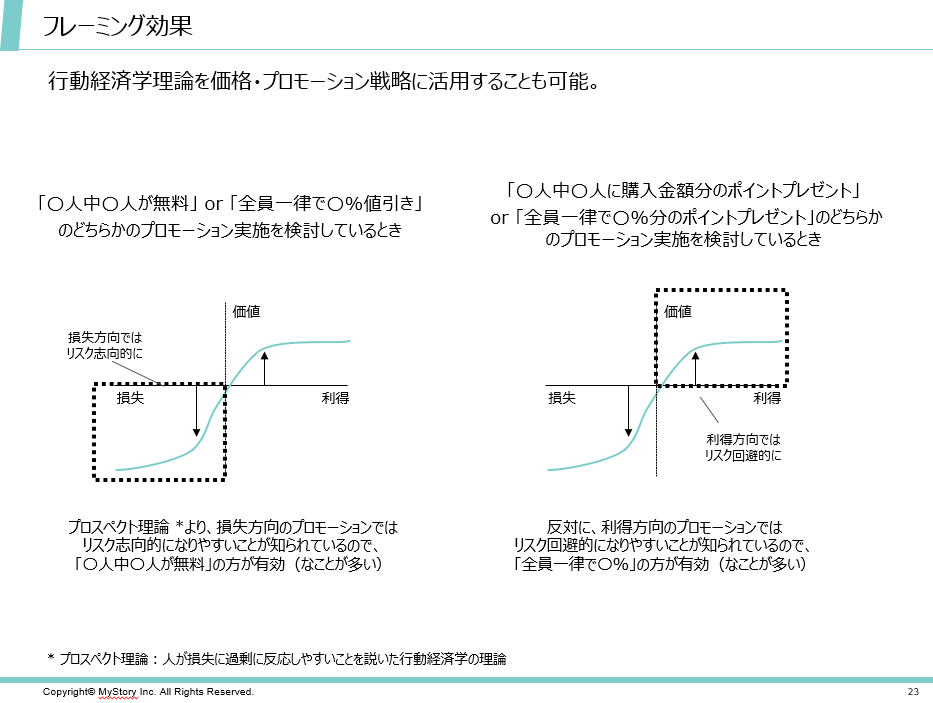 フレーミング効果
行動経済学理論を価格・プロモーション戦略に活用することも可能。
「〇人中〇人が無料」 or 「全員一律で〇%値引き」
のどちらかのプロモーション実施を検討しているとき
「〇人中〇人に購入金額分のポイントプレゼント」
or 「全員一律で〇%分のポイントプレゼント」のどちらか
のプロモーション実施を検討しているとき
価値
損失方向では
リスク志向的に
損失
利得
価値
損失
利得
利得方向では
リスク回避的に
プロスペクト理論 *より、損失方向のプロモーションでは
リスク志向的になりやすいことが知られているので、
「〇人中〇人が無料」の方が有効（なことが多い）
反対に、利得方向のプロモーションでは
リスク回避的になりやすいことが知られているので、
「全員一律で〇%」の方が有効（なことが多い）
* プロスペクト理論：人が損失に過剰に反応しやすいことを説いた行動経済学の理論
Copyright© MyStory Inc. All Rights Reserved.
23